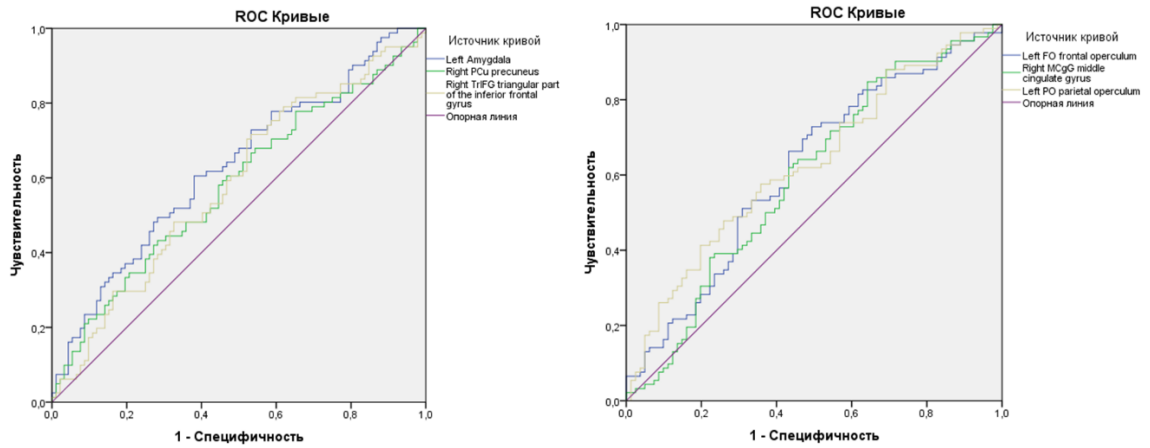 ROC Кривые
Источник кривой
Left Amygdala
Right PCu precuneus
Right TrIFG triangular part
of the inferior frontal
gyrus
Опорная линия
Чувствительность
1,0
0,8
0,6
0,4
0,2
0,0
0,0 0,2 0,4 0,6 0,8 1,0
1 - Специфичность
ROC Кривые
Источник кривой
Left FO frontal operculum
Right MCgG middle
cingulate gyrus
Left PO parietal operculum
Опорная линия
Чувствительность
1,0
0,8
0,6
0,4
0,2
0,0
0,0 0,2 0,4 0,6 0,8 1,0
1 - Специфичность